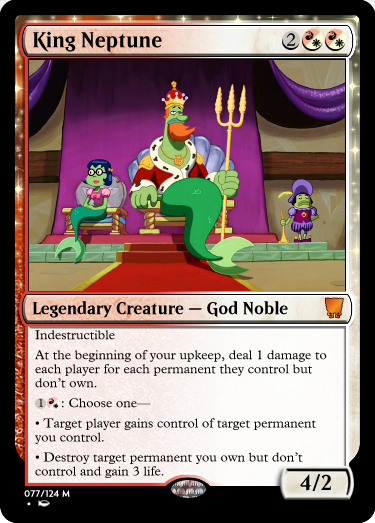 King Neptune 2
Legendary Creature — God Noble
Indestructible
At the beginning of your upkeep, deal 1 damage to
each player for each permanent they control but
don't own.
1 : Choose one—
• Target player gains control of target permanent
you control.
• Destroy target permanent you own but don't
control and gain 3 life.
4/2
077/124 M